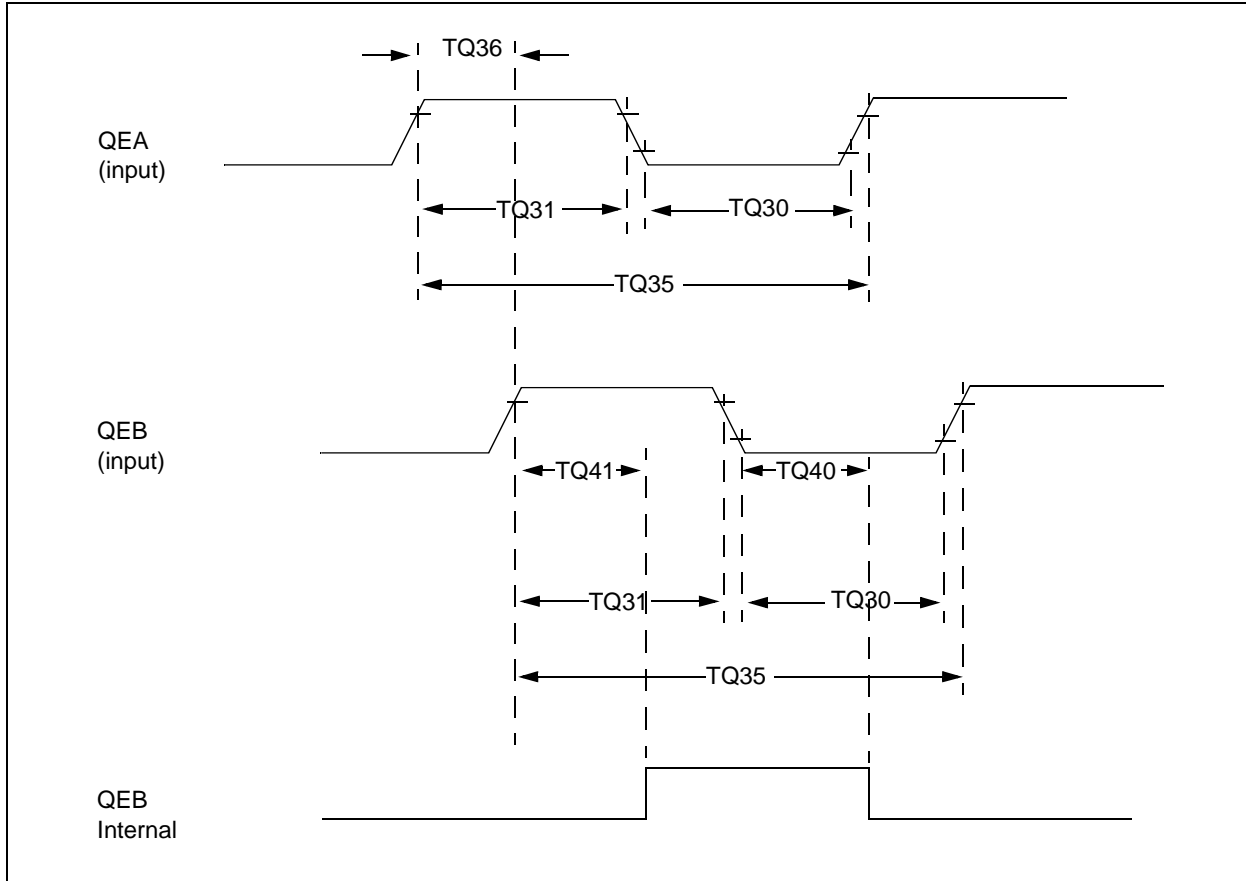 TQ36
QEA
(input)
TQ31
TQ30
TQ35
QEB
(input)
TQ41
TQ40
TQ31
TQ30
TQ35
QEB
Internal